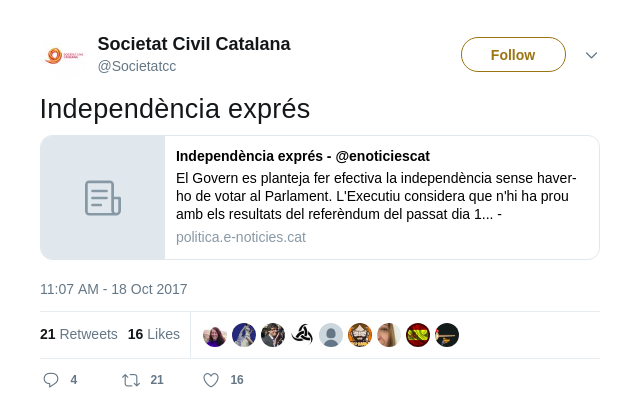 Societat Civil Catalana
@Societatcc
Follow
Independència exprés
Independència exprés - @enoticiescat
El Govern es planteja fer efectiva la independència sense haver-
ho de votar al Parlament. L'Executiu considera que n'hi ha prou
amb els resultats del referèndum del passat dia 1... -
politica.e-noticies.cat
11:07 AM - 18 Oct 2017
21 Retweets 16 Likes
4 21 16